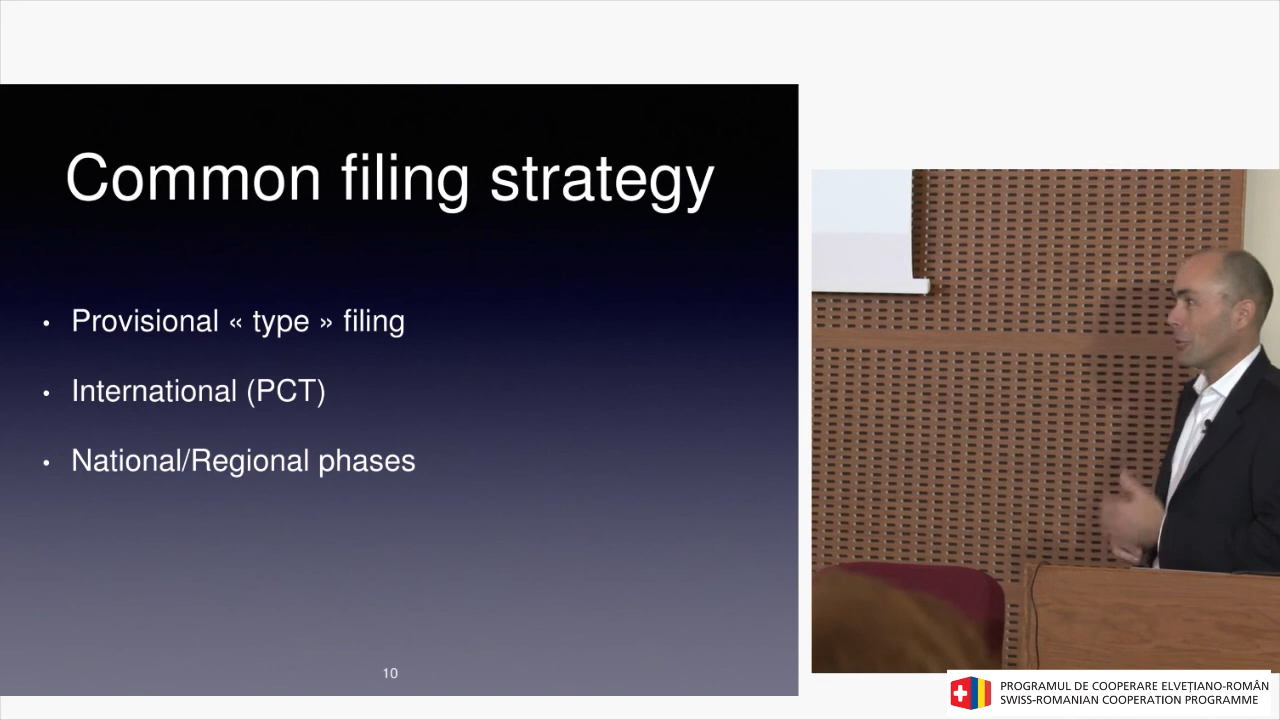 Common filing strategy
• Provisional « type » filing
• International (PCT)
• National/Regional phases
10
PROGRAMUL DE COOPERARE ELVEȚIANO-ROMÂN
SWISS-ROMANIAN COOPERATION PROGRAMME